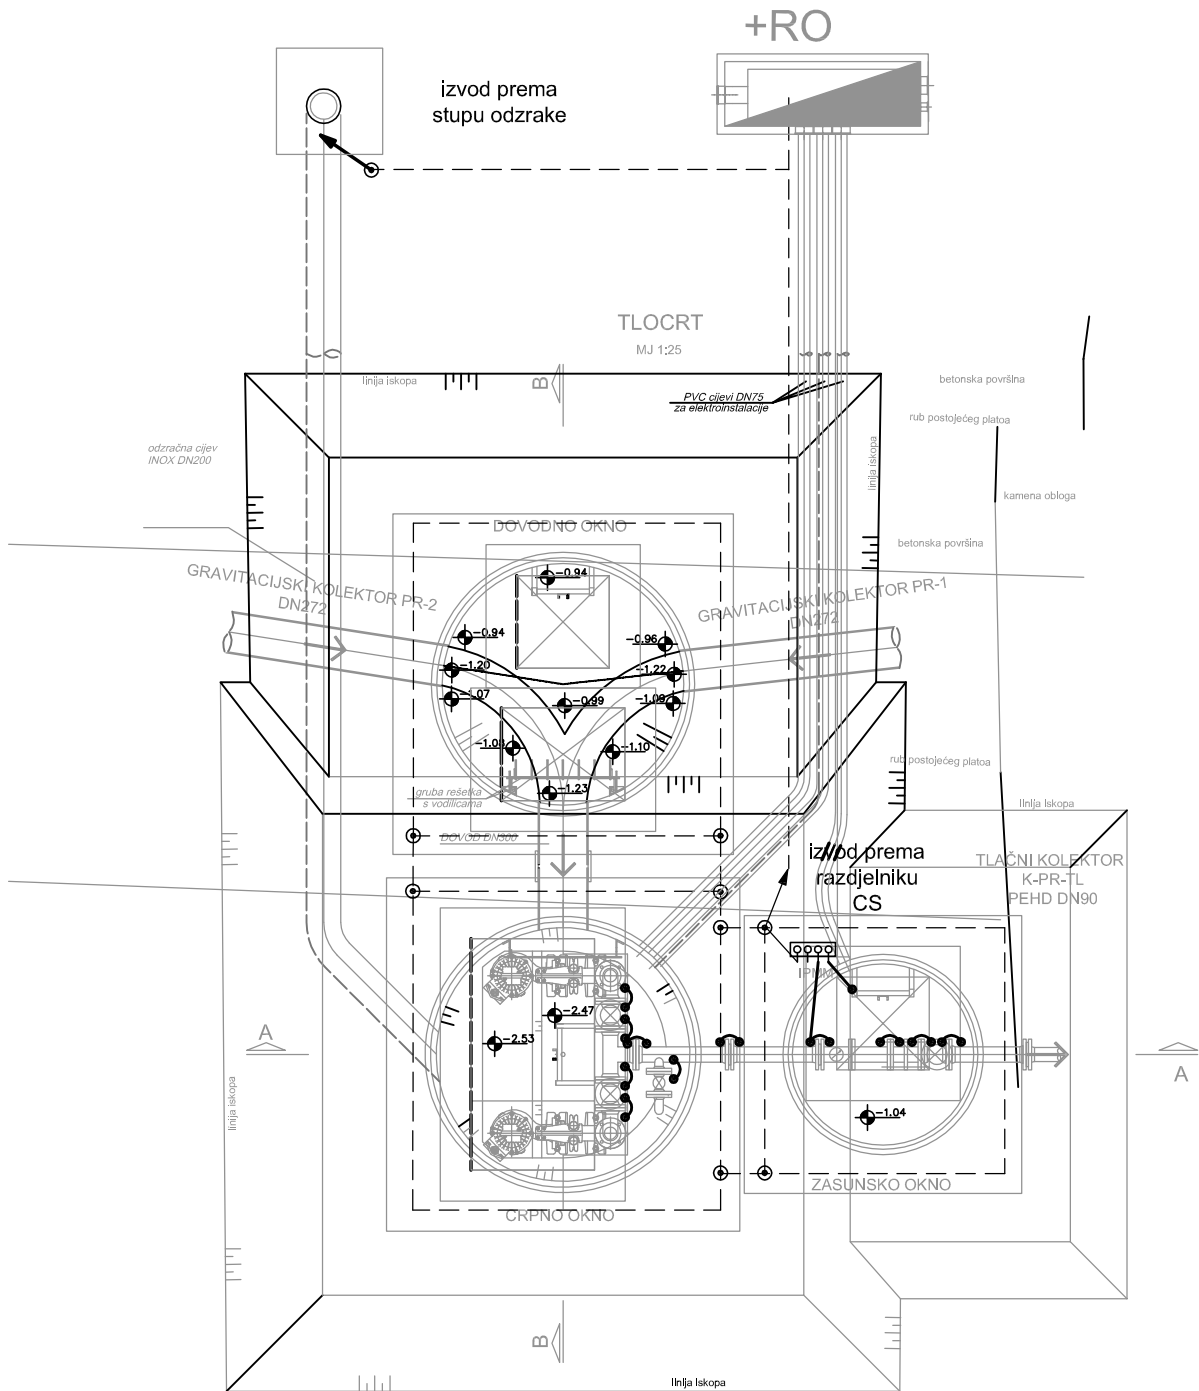 +RO
izvod prema
stupu odzrake
TLOCRT
MJ 1:25
B
linija iskopa
PVC cijevi DN75
za elektroinstalacije
betonska površina
rub postojećeg platoa
odzračna cijev
INOX DN200
linija iskopa
kamena obloga
DOVODNO OKNO
betonska površina
GRAVITACIJSKI KOLEKTOR PR-2
DN272
GRAVITACIJSKI KOLEKTOR PR-1
DN272
-0.94
-0.94
-0.96
-1.20
-1.22
-1.07
-0.99
-1.09
-1.10
-1.23
gruba rešetka
s vodilicama
rub postojećeg platoa
linija iskopa
DOVOD DN300
izvod prema
razdjelniku
CS
TLAČNI KOLEKTOR
K-PR-TL
PEHD DN90
IPMM
-2.47
-2.53
A
A
-1.04
linija iskopa
ZASUNSKO OKNO
CRPNO OKNO
B
linija iskopa